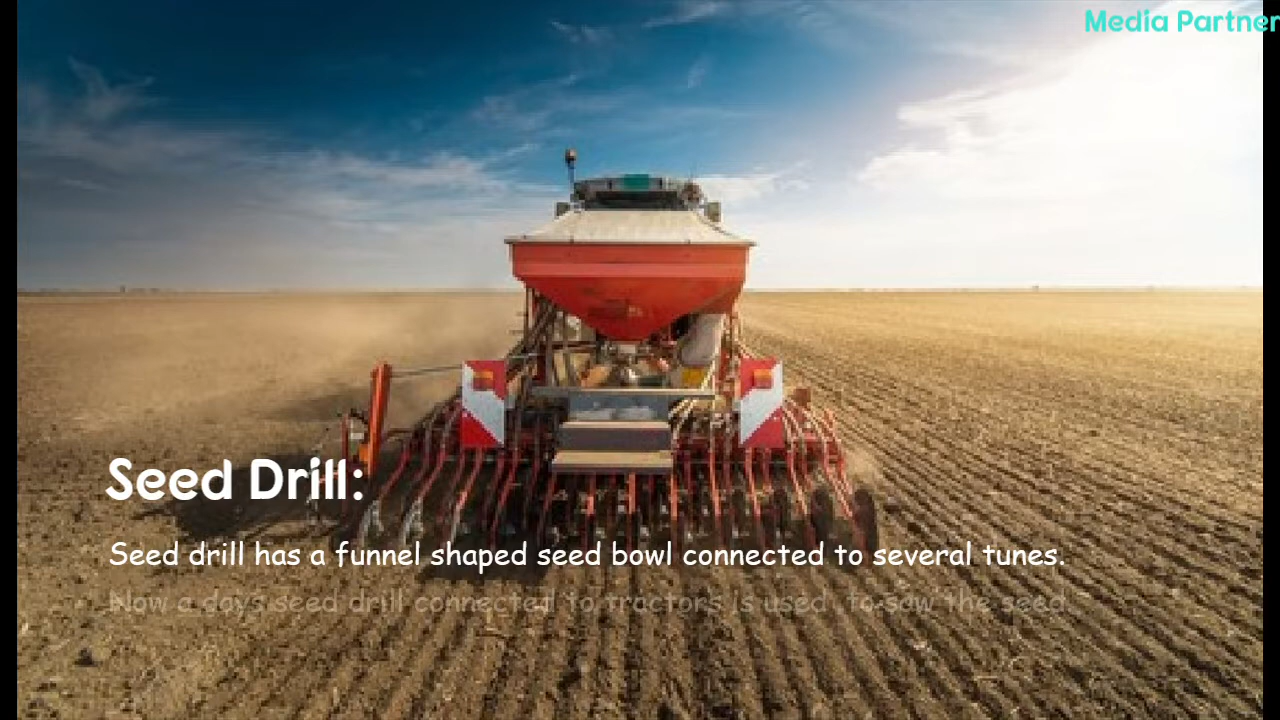 Media Partner
Seed Drill:
Seed drill has a funnel shaped seed bowl connected to several tunes.
Now a days seed drill connected to tractors is used to saw the seed.